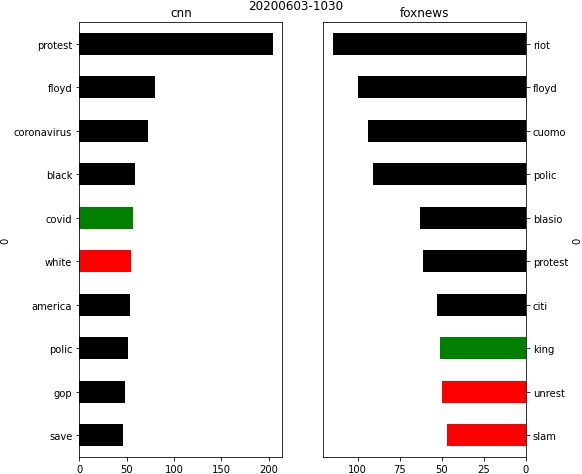 20200603-1030
cnn
foxnews
protest
floyd
coronavirus
black
covid
white
america
polic
gop
save
0
0 50 100 150 200
riot
floyd
cuomo
polic
blasio
protest
citi
king
unrest
slam
0
100 75 50 25 0